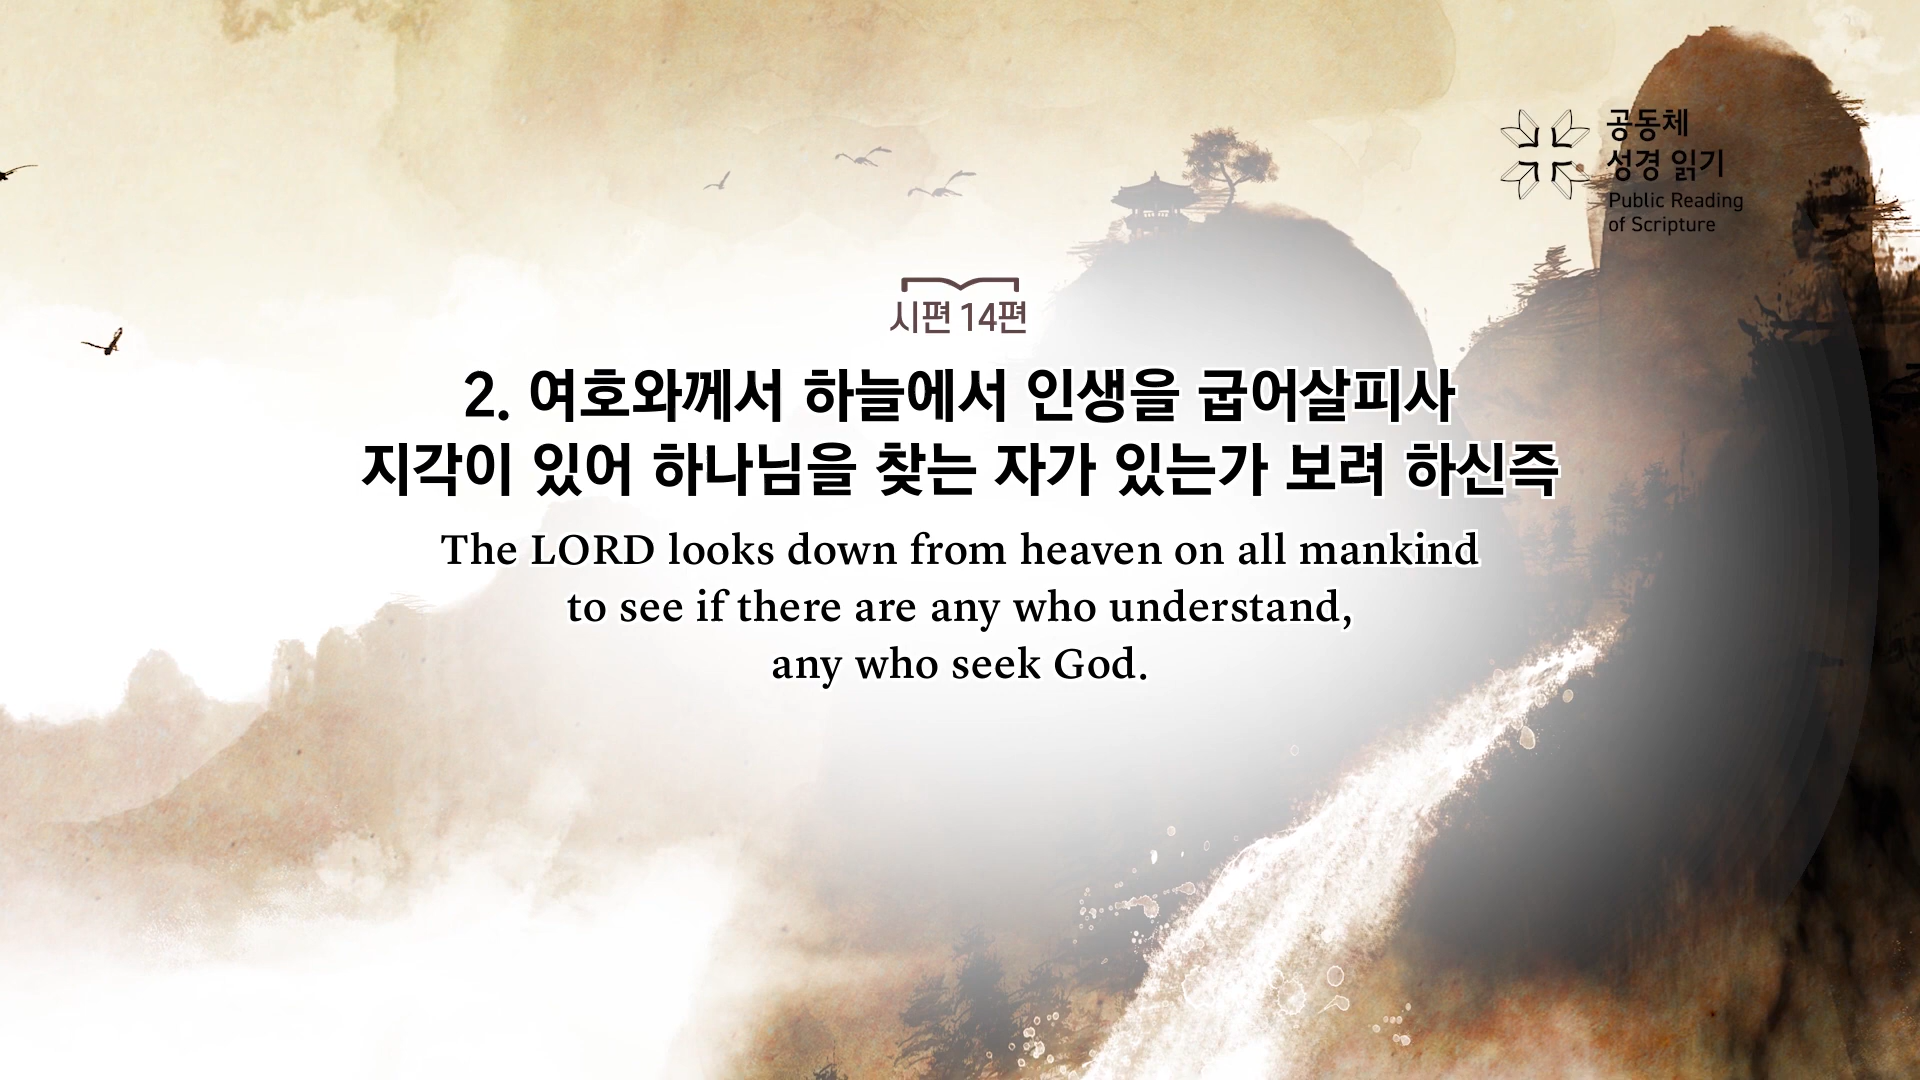 공동체
성경 읽기
Public Reading
of Scripture
시편 14편
2. 여호와께서 하늘에서 인생을 굽어살피사
지각이 있어 하나님을 찾는 자가 있는가 보려 하신즉
The LORD looks down from heaven on all mankind
to see if there are any who understand,
any who seek God.